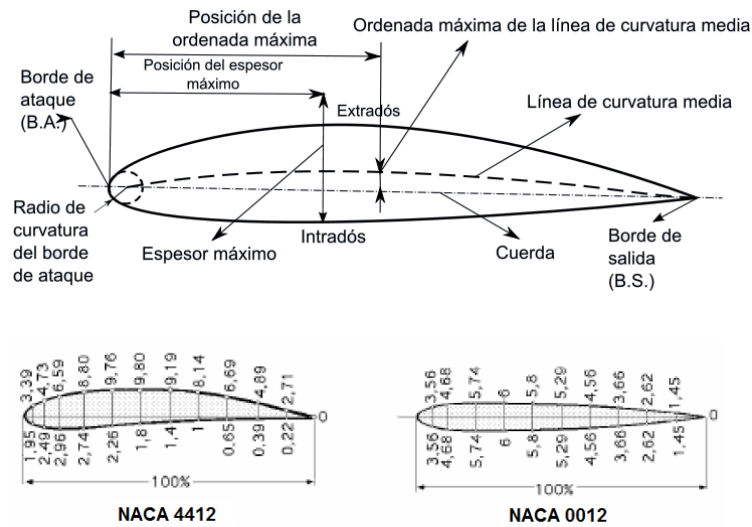 Posición de la
ordenada máxima
Ordenada máxima de la línea de curvatura media
Posición del espesor
máximo
Borde de
ataque
(B.A.)
Extradós
Línea de curvatura media
Radio de
curvatura
del borde
de ataque
Espesor máximo
Intradós
Cuerda
Borde de
salida
(B.S.)
3,39 4,73 6,59 8,80 9,76 9,80 9,19 8,14 6,69 4,89 2,71
0
1,95 2,49 2,96 2,74 2,26 1,8 1,4 1 0,65 0,39 0,22
100%
NACA 4412
3,56 4,68 5,74 6 5,8 5,29 4,56 3,66 2,62 1,45
0
3,56 4,68 5,74 6 5,8 5,29 4,56 3,66 2,62 1,45
100%
NACA 0012